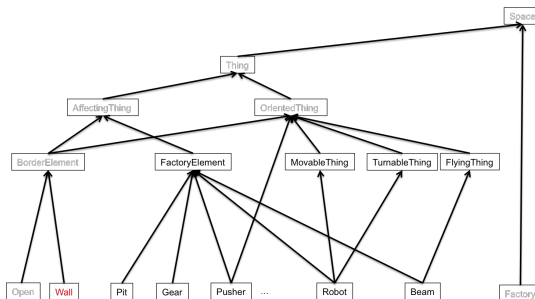 Space
Thing
AffectingThing OrientedThing
BorderElement FactoryElement MovableThing TurnableThing FlyingThing
Open Wall Pit Gear Pusher ... Robot Beam Factory